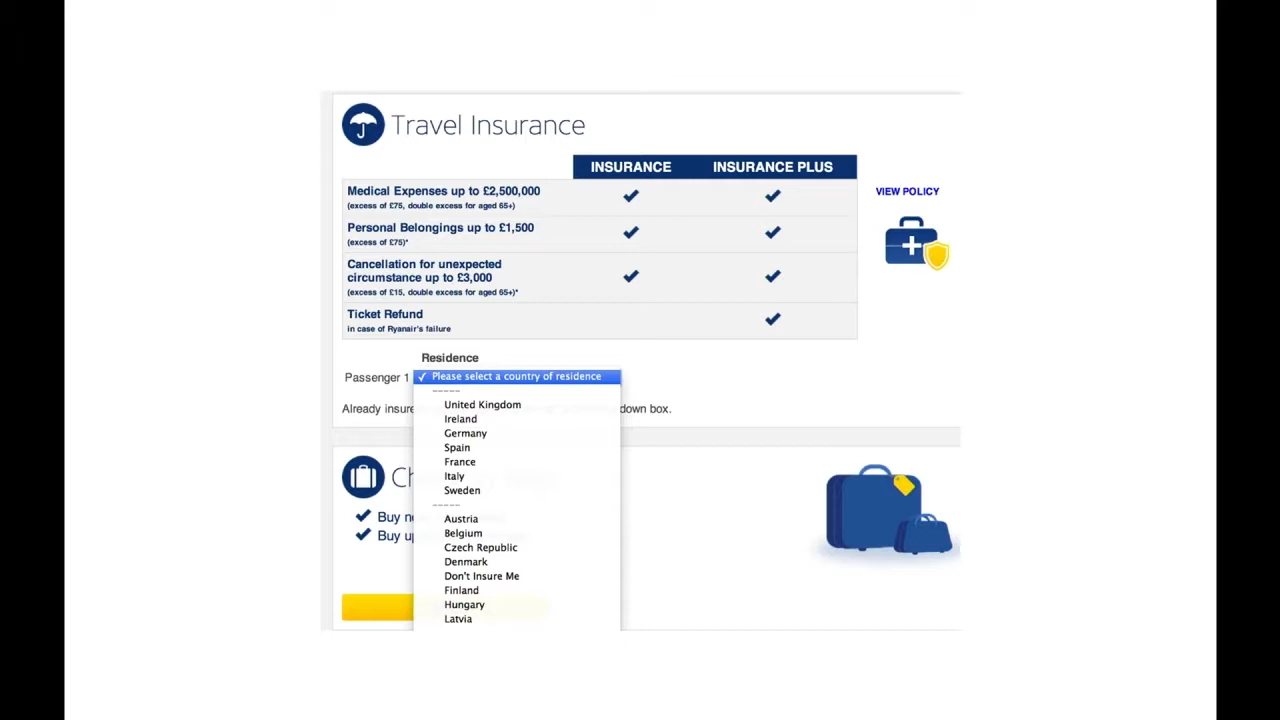 Travel Insurance
INSURANCE INSURANCE PLUS
Medical Expenses up to £2,500,000
(excess of £75, double excess for aged 65+)
VIEW POLICY
Personal Belongings up to £1,500
(excess of £75)*
Cancellation for unexpected
circumstance up to £3,000
(excess of £15, double excess for aged 65+)*
Ticket Refund
in case of Ryanair's failure
Residence
Passenger 1 ✓ Please select a country of residence
-----
United Kingdom
Already insure down box.
Ireland
Germany
Spain
France
Italy
Sweden
-----
Austria
Buy n
Belgium
Buy u
Czech Republic
Denmark
Don't Insure Me
Finland
Hungary
Latvia